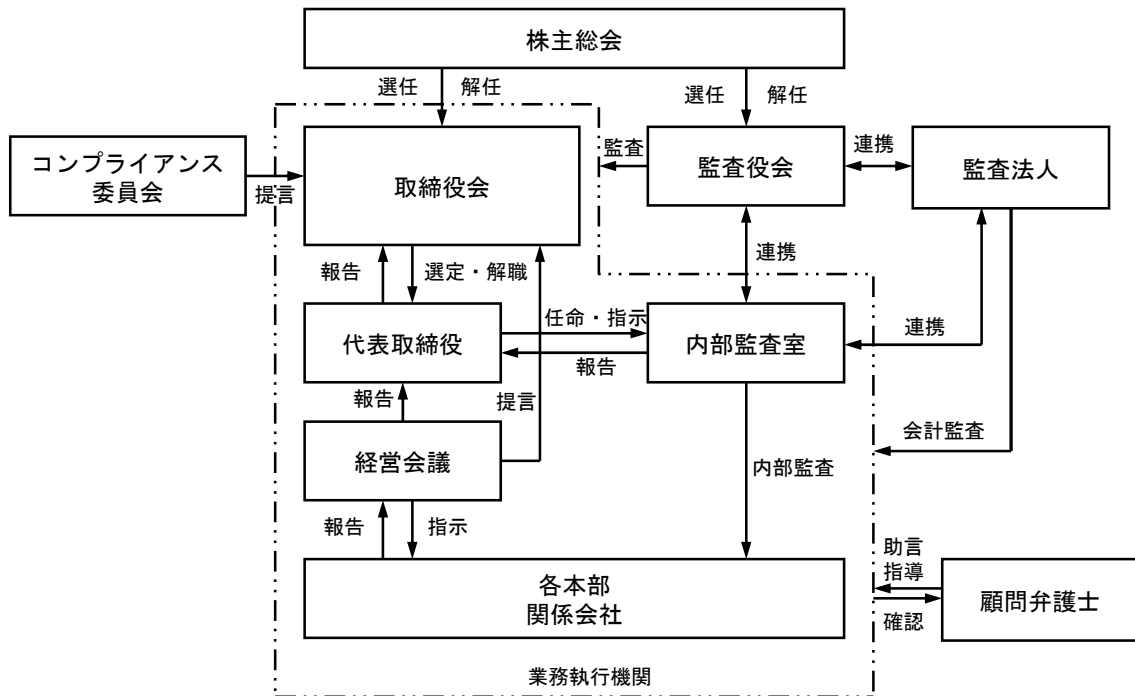 株主総会
選任 解任
選任 解任
コンプライアンス
委員会
提言
取締役会
監査
監査役会
連携
監査法人
報告
選定・解職
連携
代表取締役
任命・指示
報告
内部監査室
連携
報告
提言
会計監査
経営会議
内部監査
報告
指示
各本部
関係会社
助言
指導
確認
顧問弁護士
業務執行機関